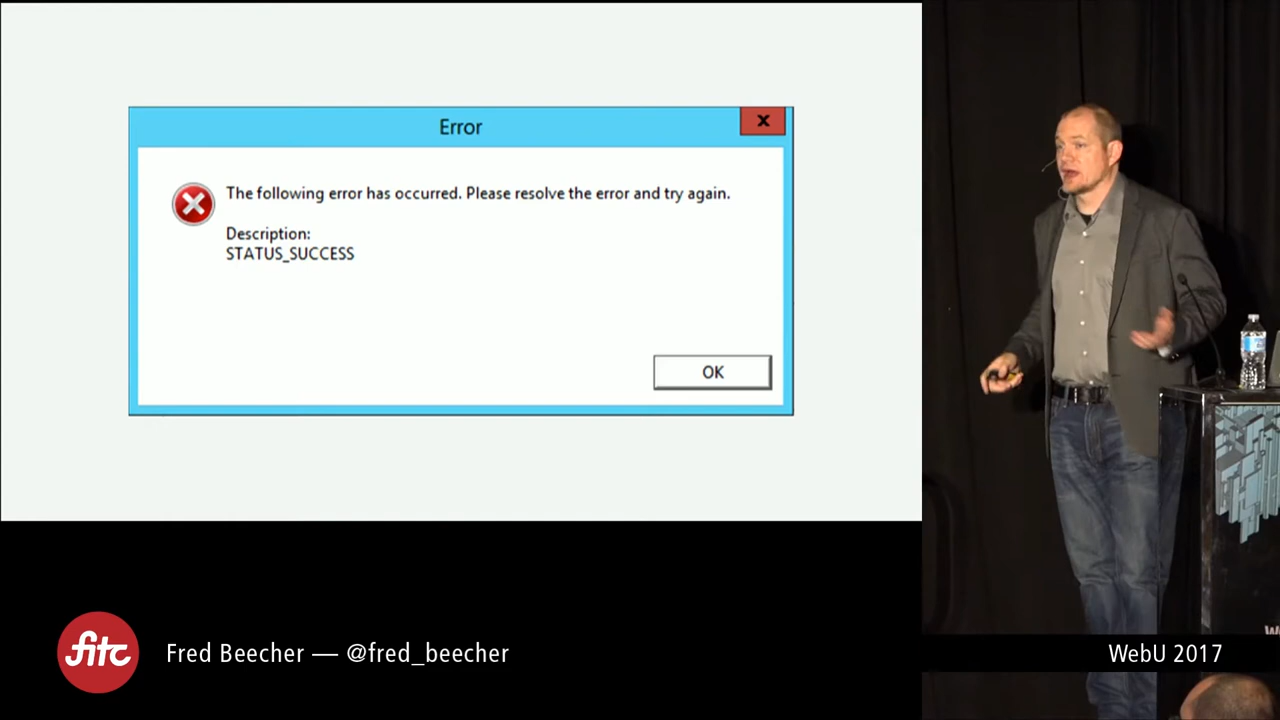 Error
x
The following error has occurred. Please resolve the error and try again.
Description:
STATUS_SUCCESS
OK
fitc
Fred Beecher — @fred_beecher
WebU 2017